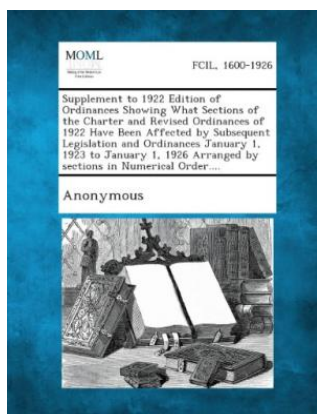 MOML
FCIL, 1600-1926
Supplement to 1922 Edition of
Ordinances Showing What Sections of
the Charter and Revised Ordinances of
1922 Have Been Affected by Subsequent
Legislation and Ordinances January 1,
1923 to January 1, 1926 Arranged by
sections in Numerical Order....
Anonymous